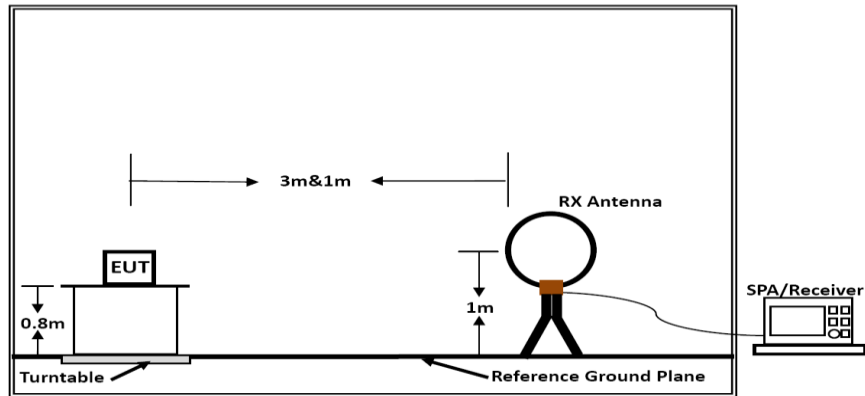 3m&1m
RX Antenna
EUT
SPA/Receiver
0.8m
1m
Turntable
Reference Ground Plane